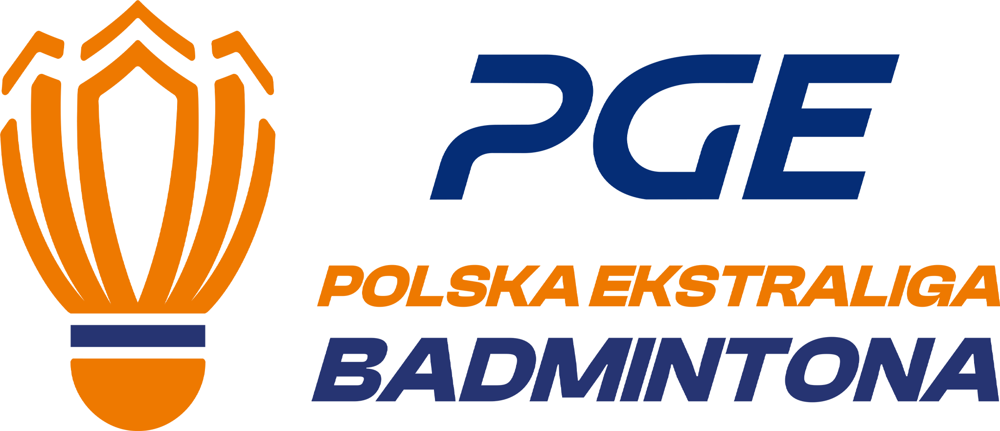 PGE
POLSKA EKSTRALIGA
BADMINTONA